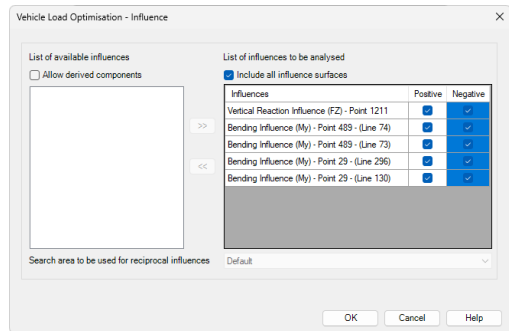 Vehicle Load Optimisation - Influence
List of available influences
List of influences to be analysed
Allow derived components
Include all influence surfaces
Influences Positive Negative
Vertical Reaction Influence (FZ) - Point 1211
Bending Influence (My) - Point 489 - (Line 74)
>>
Bending Influence (My) - Point 489 - (Line 73)
Bending Influence (My) - Point 29 - (Line 296)
<<
Bending Influence (My) - Point 29 - (Line 130)
Search area to be used for reciprocal influences Default
OK Cancel Help